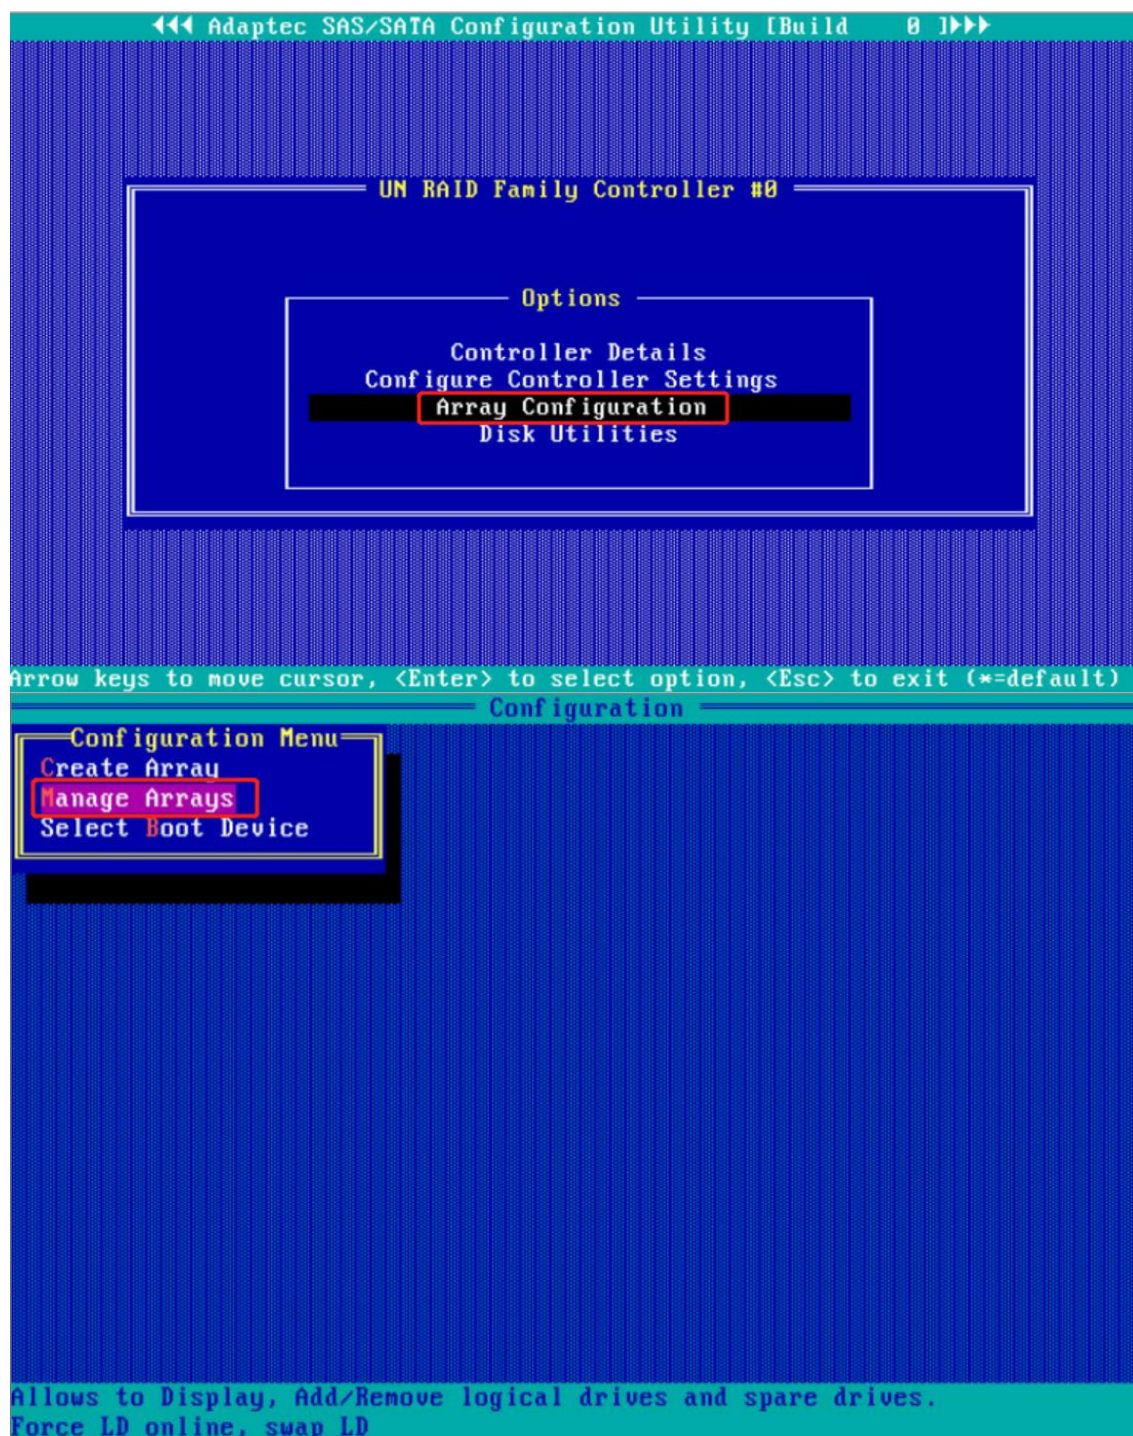 Adaptec SAS/SATA Configuration Utility [Build 0 ]
UN RAID Family Controller #0
Options
Controller Details
Configure Controller Settings
Array Configuration
Disk Utilities
Arrow keys to move cursor, <Enter> to select option, <Esc> to exit (*=default)
Configuration
Configuration Menu
Create Array
Manage Arrays
Select Boot Device
Allows to Display, Add/Remove logical drives and spare drives.
Force LD online, swap LD